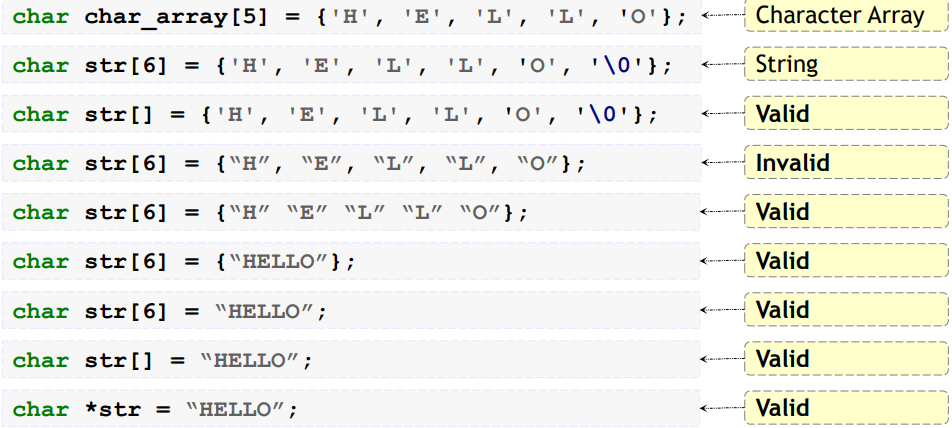 char char_array[5] = {'H', 'E', 'L', 'L', 'O'}; Character Array
char str[6] = {'H', 'E', 'L', 'L', 'O', '\0'}; String
char str[] = {'H', 'E', 'L', 'L', 'O', '\0'}; Valid
char str[6] = {“H”, “E”, “L”, “L”, “O”}; Invalid
char str[6] = {“H” “E” “L” “L” “O”}; Valid
char str[6] = {“HELLO”}; Valid
char str[6] = “HELLO”; Valid
char str[] = “HELLO”; Valid
char *str = “HELLO”; Valid